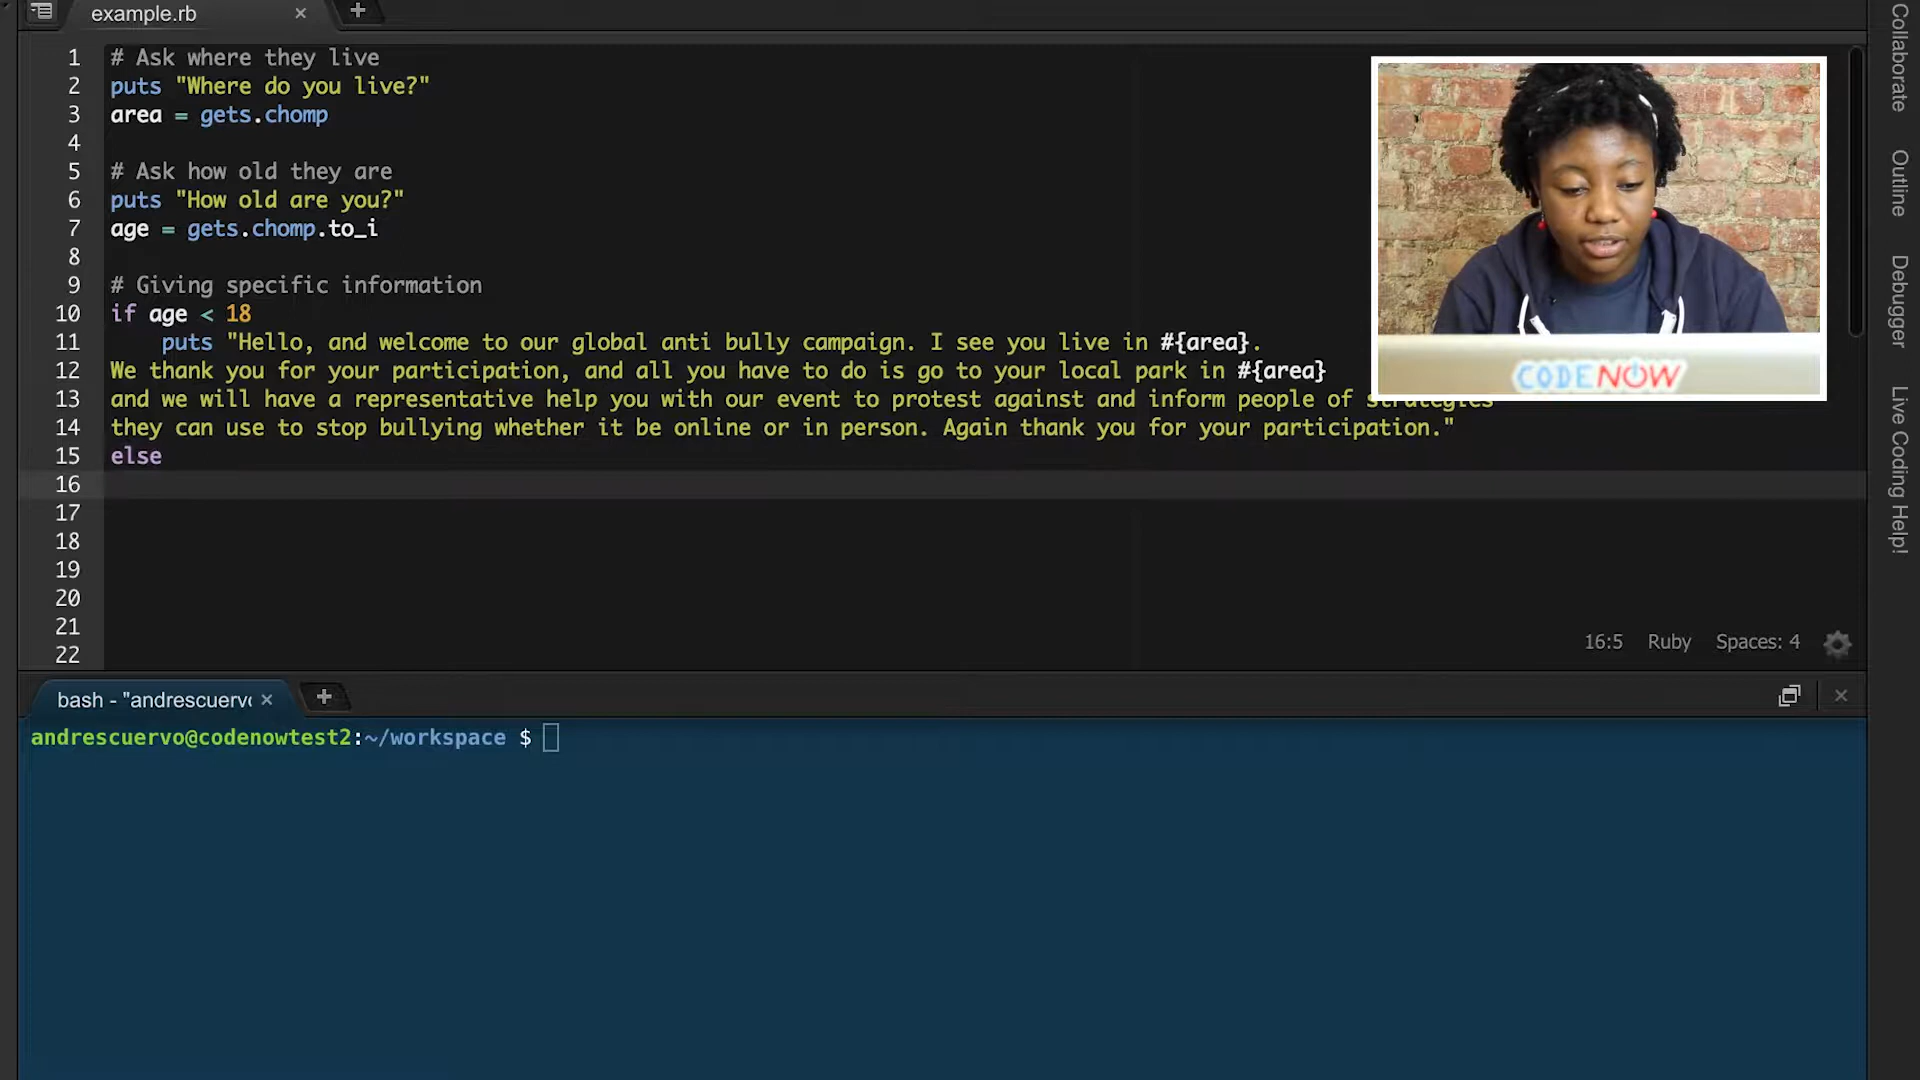 example.rb
1 # Ask where they live
2 puts "Where do you live?"
3 area = gets.chomp
4
5 # Ask how old they are
6 puts "How old are you?"
7 age = gets.chomp.to_i
8
9 # Giving specific information
10 if age < 18
11 puts "Hello, and welcome to our global anti bully campaign. I see you live in #{area}.
12 We thank you for your participation, and all you have to do is go to your local park in #{area}
13 and we will have a representative help you with our event to protest against and inform people of strategies
14 they can use to stop bullying whether it be online or in person. Again thank you for your participation."
15 else
16
17
18
19
20
21
22
16:5 Ruby Spaces: 4
Collaborate
Outline
Debugger
Live Coding Help!
CODENOW
bash - "andrescuervo
andrescuervo@codenowtest2:~/workspace $